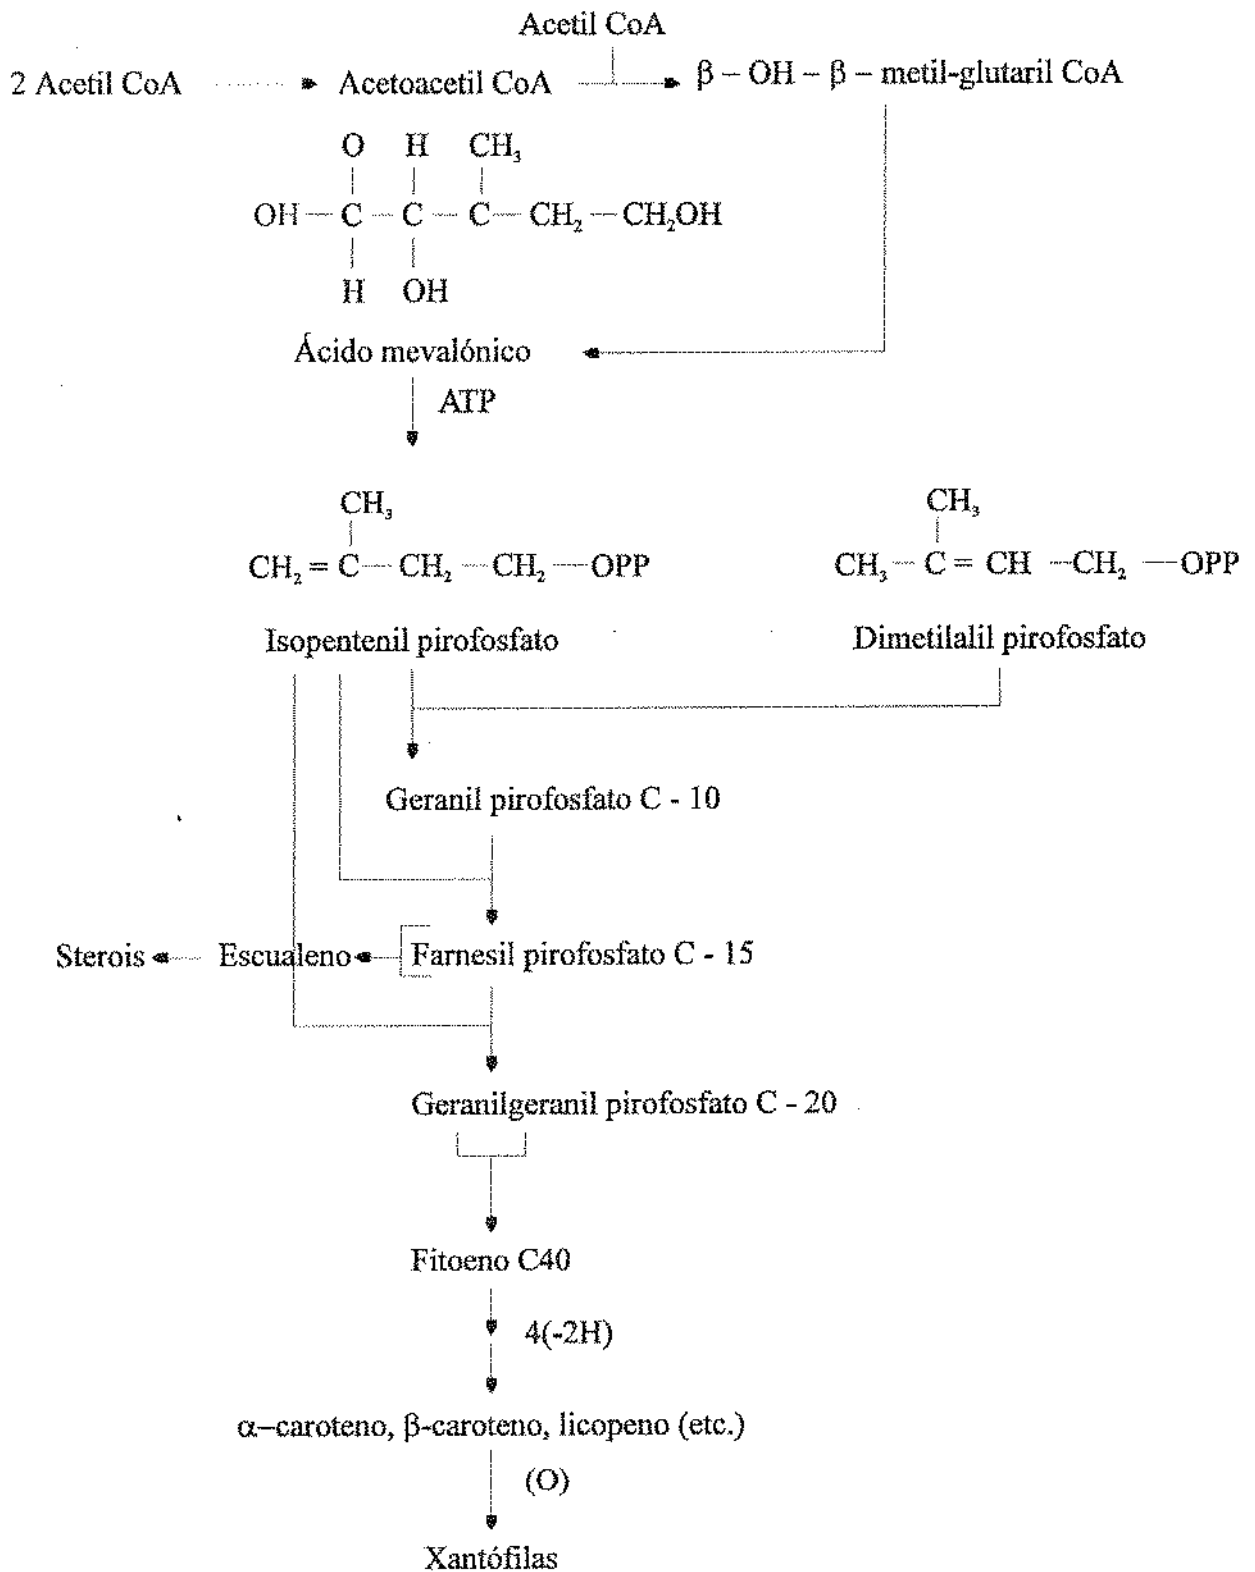 Acetil CoA
2 Acetil CoA Acetoacetil CoA β – OH – β – metil-glutaril CoA
O H CH₃
OH — C — C — C — CH₂ — CH₂OH
H OH
Ácido mevalónico
ATP
CH₃ CH₃
CH₂ = C — CH₂ — CH₂ — OPP CH₃ — C = CH — CH₂ — OPP
Isopentenil pirofosfato Dimetilalil pirofosfato
Geranil pirofosfato C - 10
Sterois Escualeno Farnesil pirofosfato C - 15
Geranilgeranil pirofosfato C - 20
Fitoeno C40
4(-2H)
α–caroteno, β-caroteno, licopeno (etc.)
(O)
Xantófilas